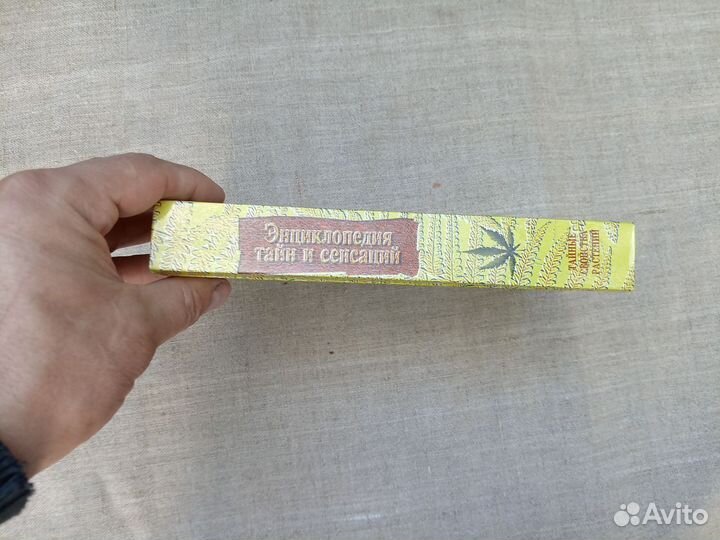 Энциклопедия
тайн и сенсаций
ТАЙНЫЕ
СВОЙСТВА
РАСТЕНИЙ
Avito